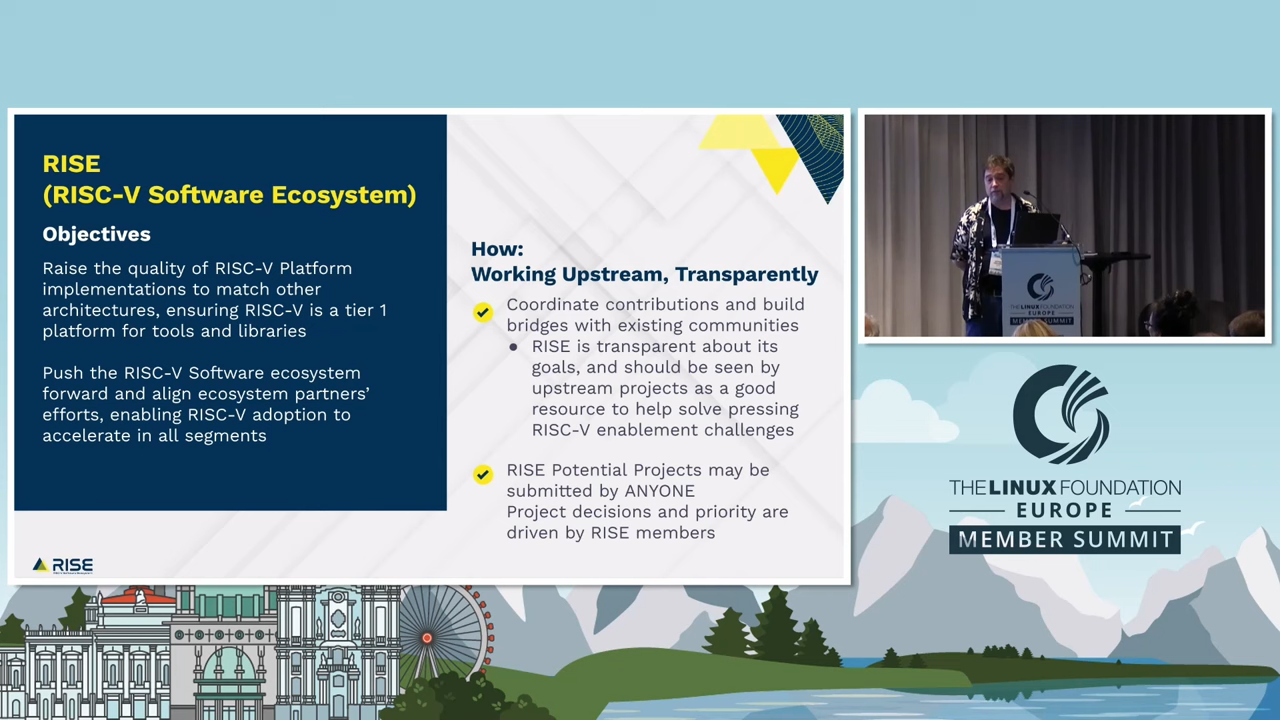 RISE
(RISC-V Software Ecosystem)
Objectives
Raise the quality of RISC-V Platform
implementations to match other
architectures, ensuring RISC-V is a tier 1
platform for tools and libraries
Push the RISC-V Software ecosystem
forward and align ecosystem partners'
efforts, enabling RISC-V adoption to
accelerate in all segments
How:
Working Upstream, Transparently
Coordinate contributions and build
bridges with existing communities
RISE is transparent about its
goals, and should be seen by
upstream projects as a good
resource to help solve pressing
RISC-V enablement challenges
RISE Potential Projects may be
submitted by ANYONE
Project decisions and priority are
driven by RISE members
RISE
THE LINUX FOUNDATION
EUROPE
MEMBER SUMMIT
THE LINUX FOUNDATION
EUROPE
MEMBER SUMMIT